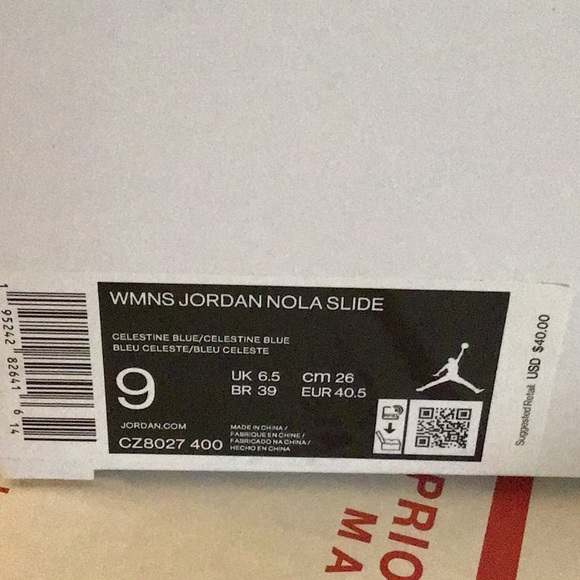 WMNS JORDAN NOLA SLIDE
CELESTINE BLUE/CELESTINE BLUE
BLEU CELESTE/BLEU CELESTE
9
UK 6.5 cm 26
BR 39 EUR 40.5
JORDAN.COM
CZ8027 400
MADE IN CHINA /
FABRIQUE EN CHINE /
FABRICADO NA CHINA /
HECHO EN CHINA
Suggested Retail USD $40.00
1 95242 82641 6 14
PRIO
MA